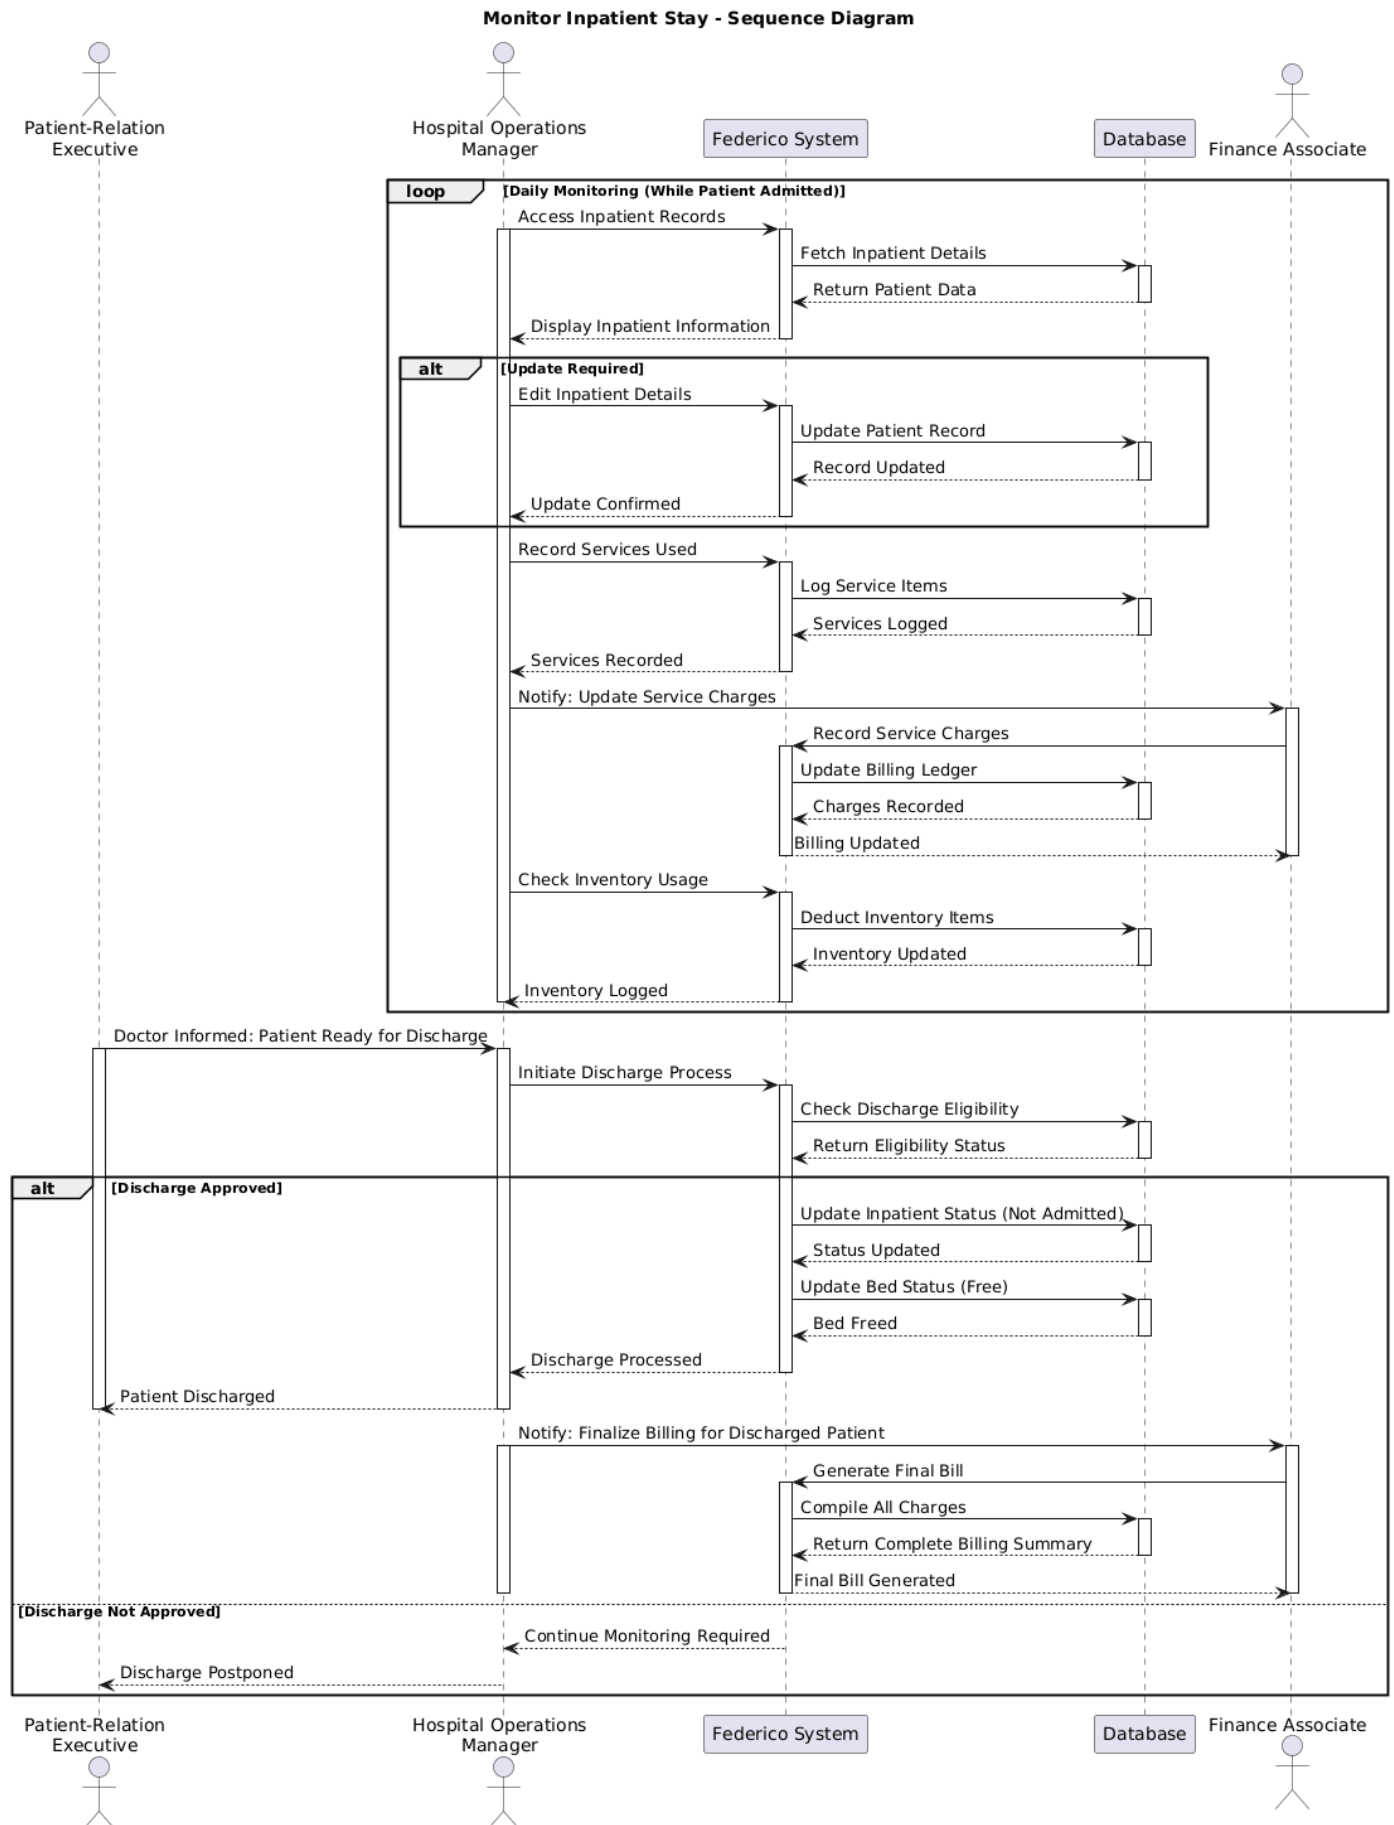 Monitor Inpatient Stay - Sequence Diagram
Patient-Relation
Executive
Hospital Operations
Manager
Federico System
Database
Finance Associate
loop
[Daily Monitoring (While Patient Admitted)]
Access Inpatient Records
Fetch Inpatient Details
Return Patient Data
Display Inpatient Information
alt
[Update Required]
Edit Inpatient Details
Update Patient Record
Record Updated
Update Confirmed
Record Services Used
Log Service Items
Services Logged
Services Recorded
Notify: Update Service Charges
Record Service Charges
Update Billing Ledger
Charges Recorded
Billing Updated
Check Inventory Usage
Deduct Inventory Items
Inventory Updated
Inventory Logged
Doctor Informed: Patient Ready for Discharge
Initiate Discharge Process
Check Discharge Eligibility
Return Eligibility Status
alt
[Discharge Approved]
Update Inpatient Status (Not Admitted)
Status Updated
Update Bed Status (Free)
Bed Freed
Discharge Processed
Patient Discharged
Notify: Finalize Billing for Discharged Patient
Generate Final Bill
Compile All Charges
Return Complete Billing Summary
Final Bill Generated
[Discharge Not Approved]
Continue Monitoring Required
Discharge Postponed
Patient-Relation
Executive
Hospital Operations
Manager
Federico System
Database
Finance Associate